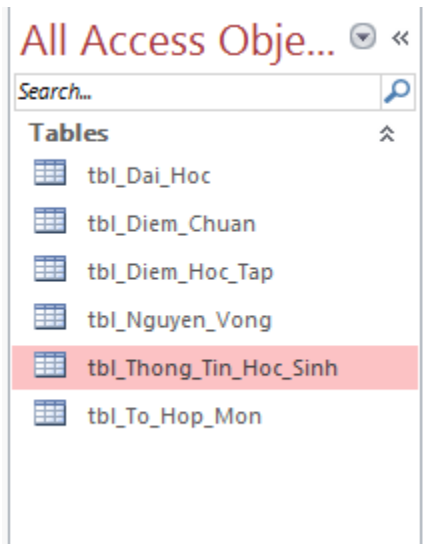 All Access Obje...
Search...
Tables
tbl_Dai_Hoc
tbl_Diem_Chuan
tbl_Diem_Hoc_Tap
tbl_Nguyen_Vong
tbl_Thong_Tin_Hoc_Sinh
tbl_To_Hop_Mon